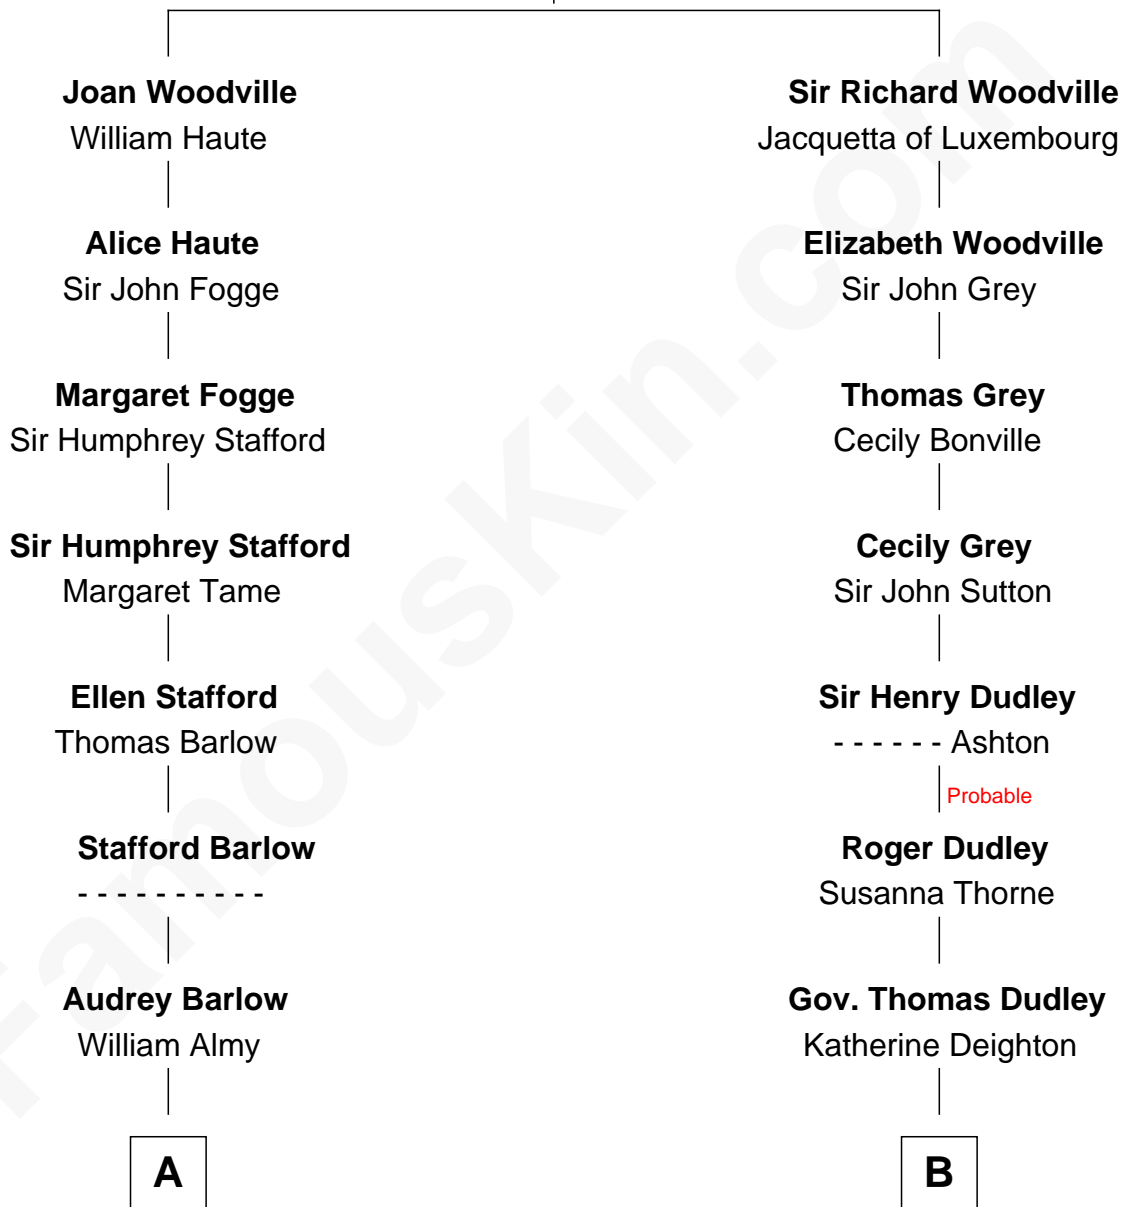 Joan Woodville
William Haute
Sir Richard Woodville
Jacquetta of Luxembourg
Alice Haute
Sir John Fogge
Elizabeth Woodville
Sir John Grey
Margaret Fogge
Sir Humphrey Stafford
Thomas Grey
Cecily Bonville
Sir Humphrey Stafford
Margaret Tame
Cecily Grey
Sir John Sutton
Ellen Stafford
Thomas Barlow
Sir Henry Dudley
- - - - - - Ashton
Probable
Stafford Barlow
- - - - - - - - - -
Roger Dudley
Susanna Thorne
Audrey Barlow
William Almy
Gov. Thomas Dudley
Katherine Deighton
A
B
FamousKin.com